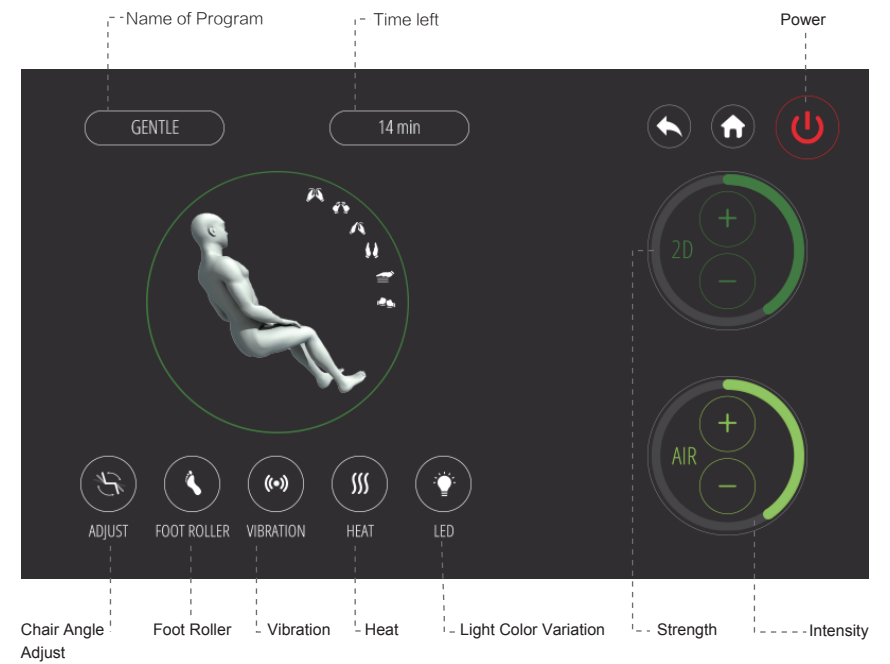 Name of Program
Time left
Power
GENTLE
14 min
2D
+
−
AIR
+
−
ADJUST
FOOT ROLLER
VIBRATION
HEAT
LED
Chair Angle
Adjust
Foot Roller
Vibration
Heat
Light Color Variation
Strength
Intensity